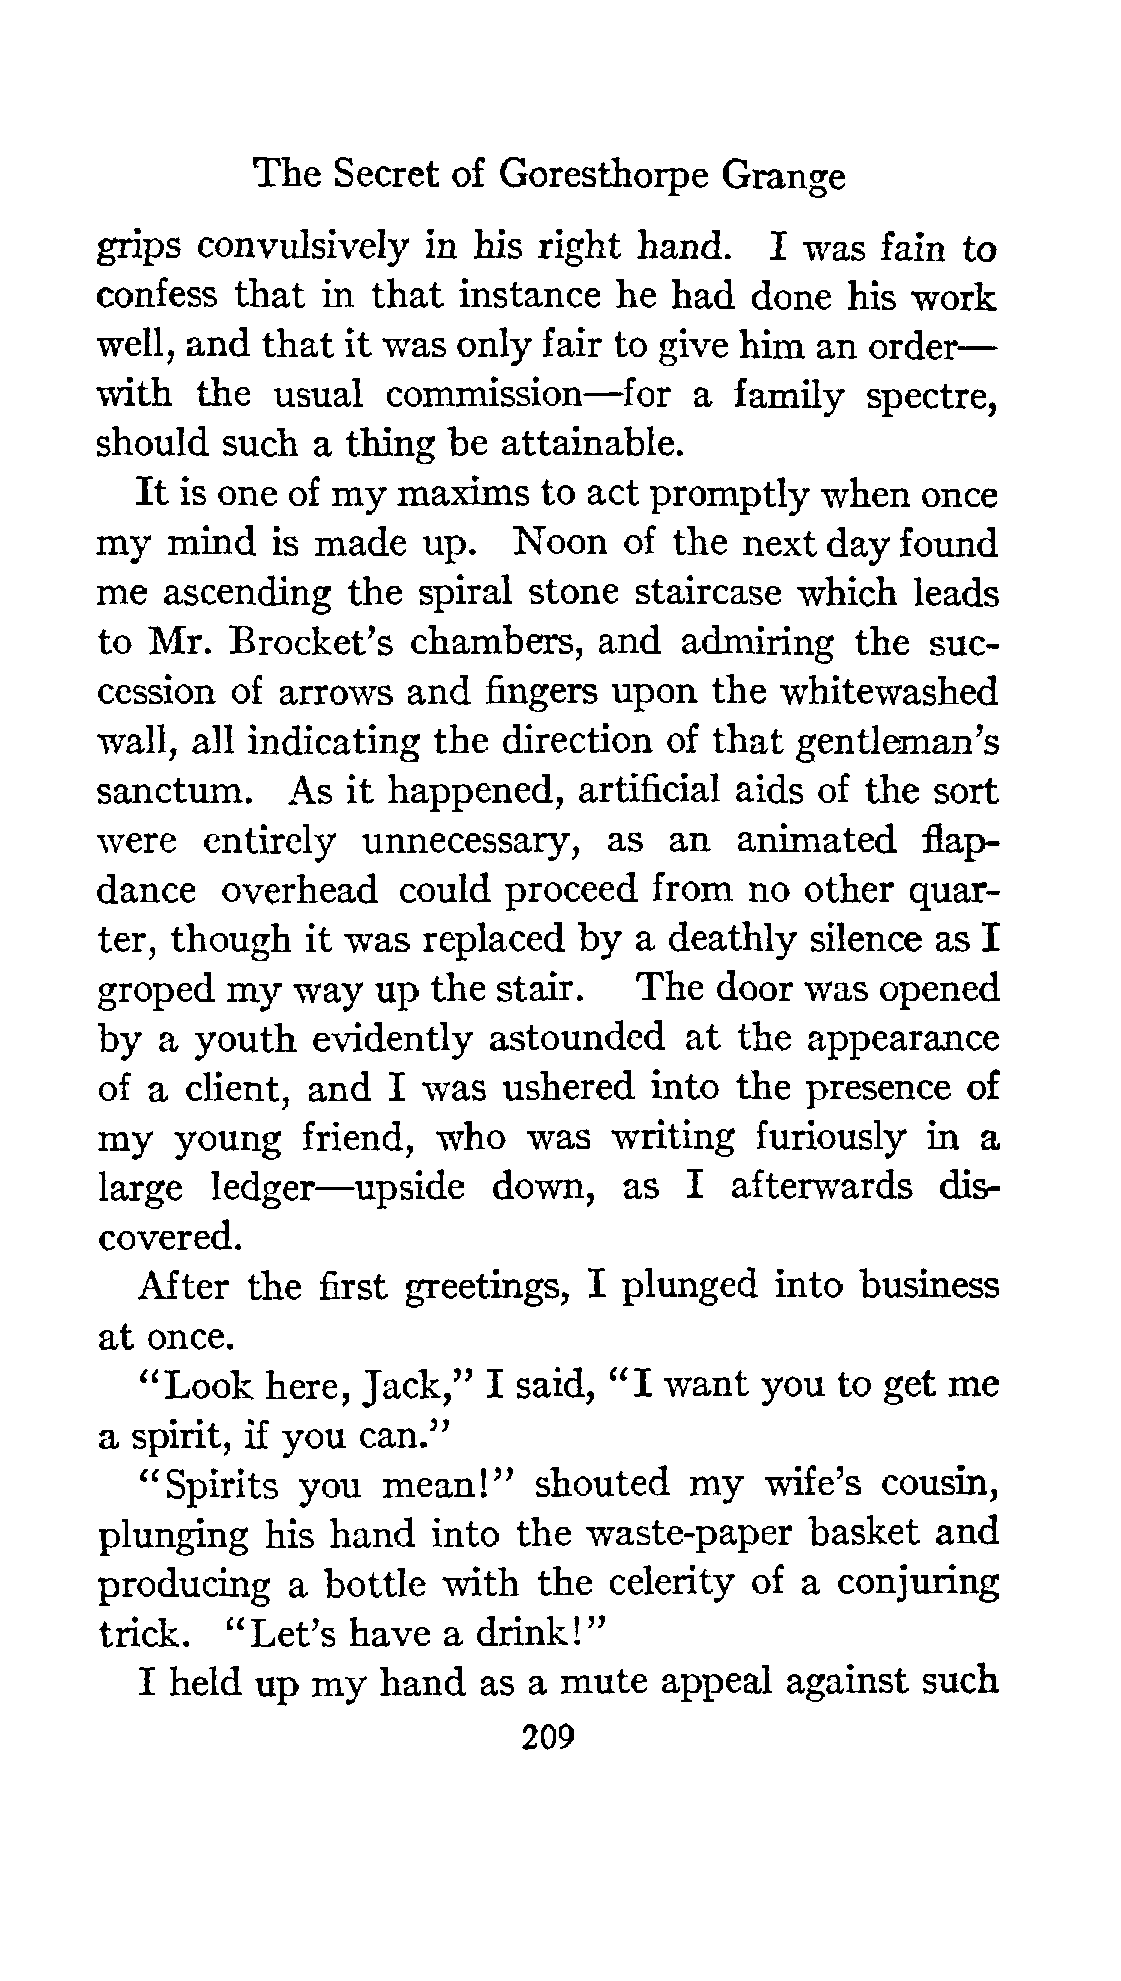 The Secret of Goresthorpe Grange
grips convulsively in his right hand. I was fain to
confess that in that instance he had done his work
well, and that it was only fair to give him an order—
with the usual commission—for a family spectre,
should such a thing be attainable.
It is one of my maxims to act promptly when once
my mind is made up. Noon of the next day found
me ascending the spiral stone staircase which leads
to Mr. Brocket's chambers, and admiring the suc-
cession of arrows and fingers upon the whitewashed
wall, all indicating the direction of that gentleman's
sanctum. As it happened, artificial aids of the sort
were entirely unnecessary, as an animated flap-
dance overhead could proceed from no other quar-
ter, though it was replaced by a deathly silence as I
groped my way up the stair. The door was opened
by a youth evidently astounded at the appearance
of a client, and I was ushered into the presence of
my young friend, who was writing furiously in a
large ledger—upside down, as I afterwards dis-
covered.
After the first greetings, I plunged into business
at once.
"Look here, Jack," I said, "I want you to get me
a spirit, if you can."
"Spirits you mean!" shouted my wife's cousin,
plunging his hand into the waste-paper basket and
producing a bottle with the celerity of a conjuring
trick. "Let's have a drink!"
I held up my hand as a mute appeal against such
209